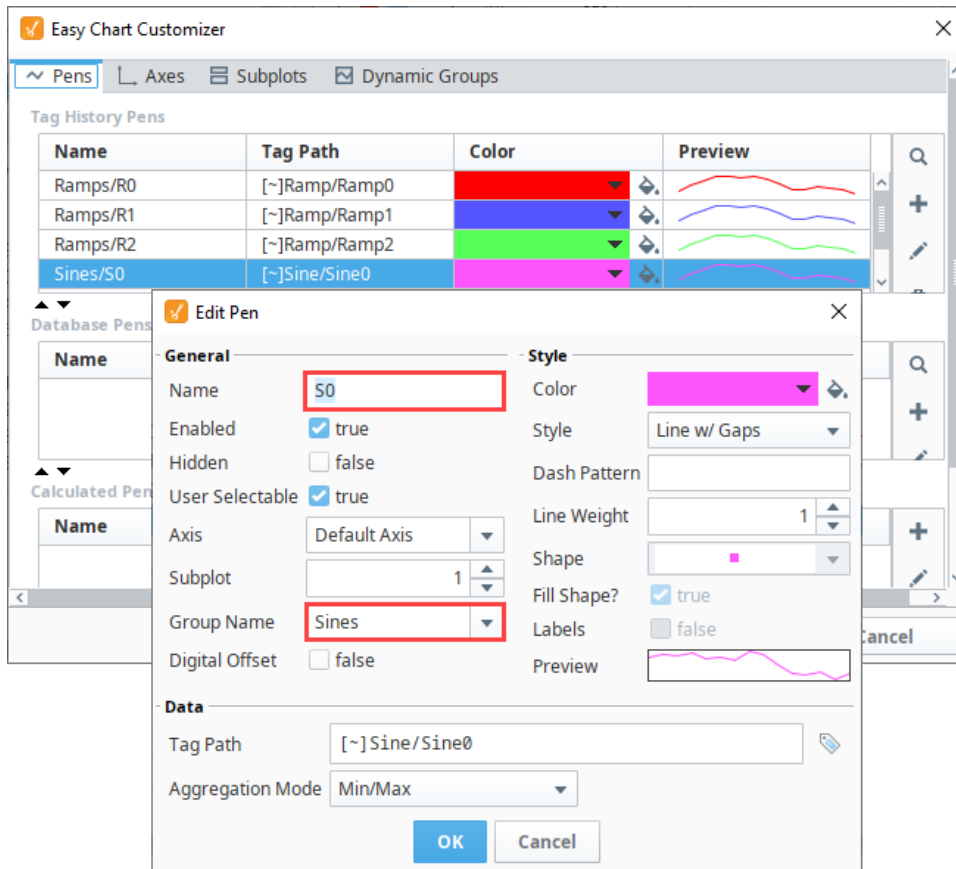 Easy Chart Customizer
Pens Axes Subplots Dynamic Groups
Tag History Pens
Name Tag Path Color Preview
Ramps/R0 [~]Ramp/Ramp0
Ramps/R1 [~]Ramp/Ramp1
Ramps/R2 [~]Ramp/Ramp2
Sines/S0 [~]Sine/Sine0
Database Pens
Name
Calculated Pen
Name
Cancel
Edit Pen
General
Name S0
Enabled true
Hidden false
User Selectable true
Axis Default Axis
Subplot 1
Group Name Sines
Digital Offset false
Style
Color
Style Line w/ Gaps
Dash Pattern
Line Weight 1
Shape
Fill Shape? true
Labels false
Preview
Data
Tag Path [~]Sine/Sine0
Aggregation Mode Min/Max
OK Cancel